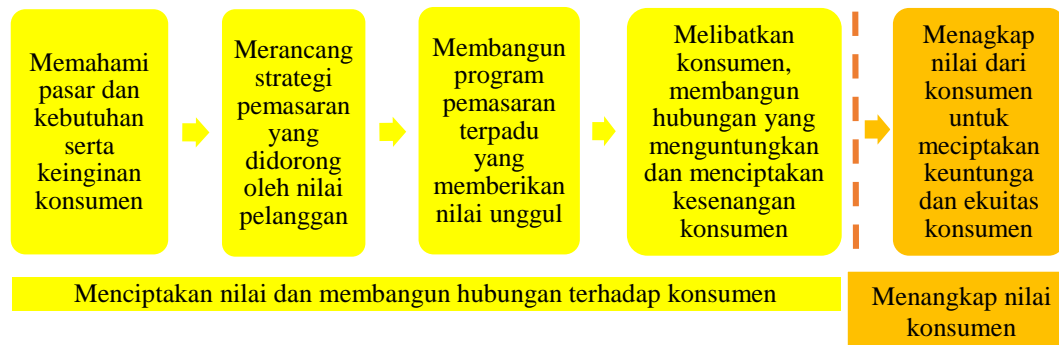 Memahami
pasar dan
kebutuhan
serta
keinginan
konsumen
Merancang
strategi
pemasaran
yang
didorong
oleh nilai
pelanggan
Membangun
program
pemasaran
terpadu
yang
memberikan
nilai unggul
Melibatkan
konsumen,
membangun
hubungan yang
menguntungkan
dan menciptakan
kesenangan
konsumen
Menagkap
nilai dari
konsumen
untuk
meciptakan
keuntunga
dan ekuitas
konsumen
Menciptakan nilai dan membangun hubungan terhadap konsumen
Menangkap nilai
konsumen